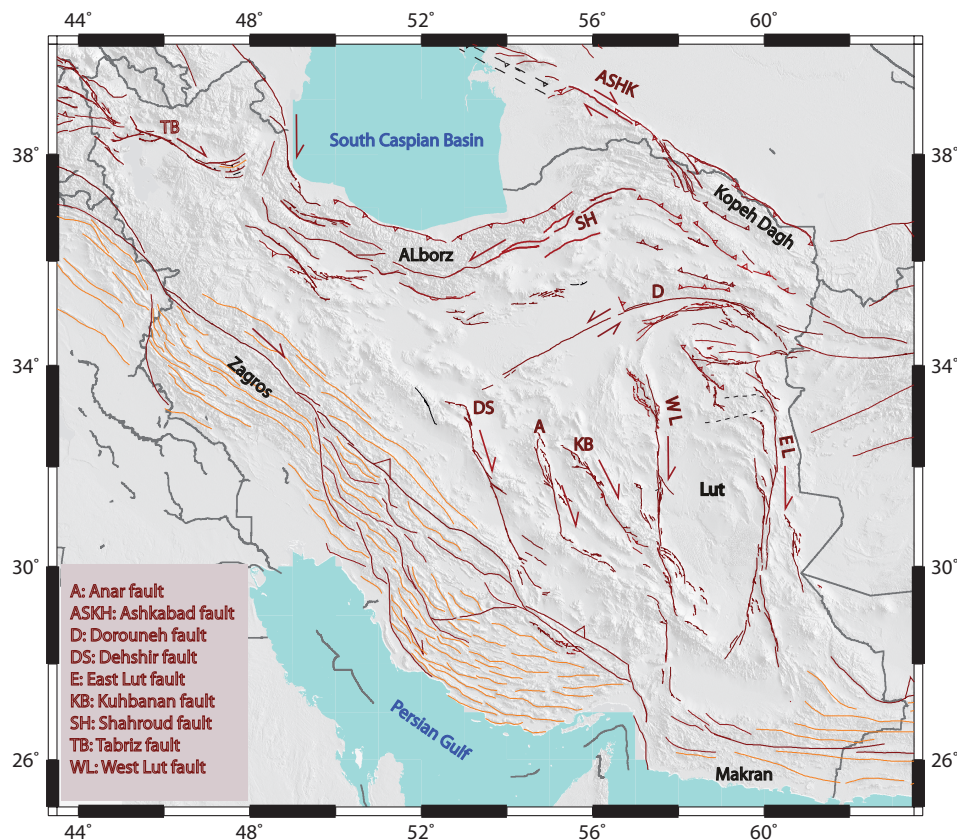 44° 48° 52° 56° 60°
ASHK
TB
South Caspian Basin
38° 38°
Kopeh Dagh
SH
ALborz
D
34° 34°
Zagros
DS
WL
A
KB
EL
Lut
30° 30°
A: Anar fault
ASKH: Ashkabad fault
D: Dorouneh fault
DS: Dehshir fault
E: East Lut fault
KB: Kuhbanan fault
SH: Shahroud fault
TB: Tabriz fault
WL: West Lut fault
Persian Gulf
26° 26°
Makran
44° 48° 52° 56° 60°